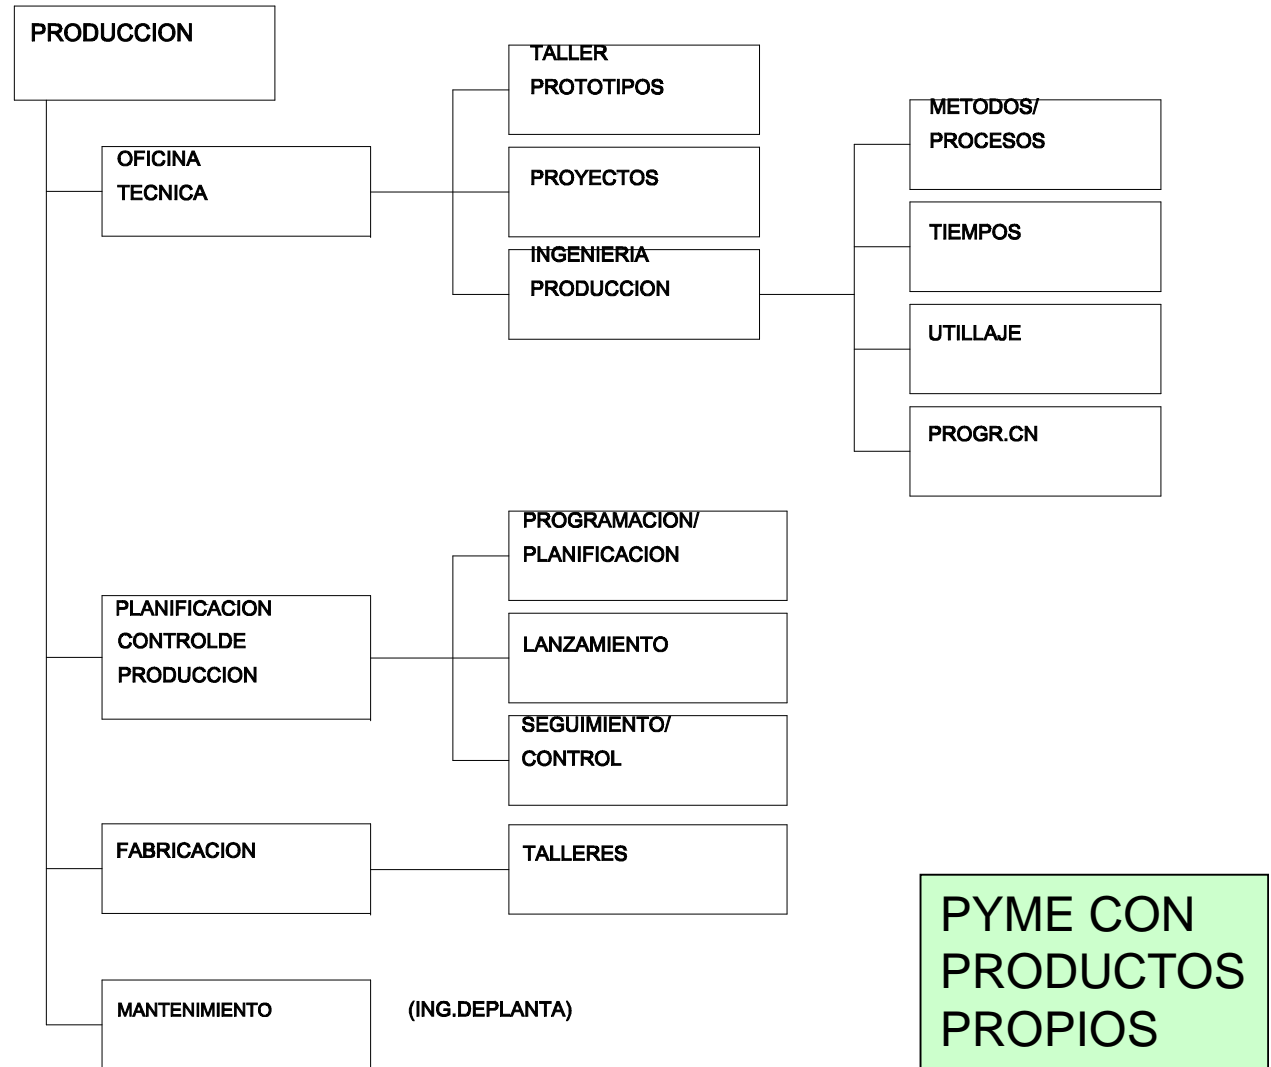 PRODUCCION
OFICINA
TECNICA
TALLER
PROTOTIPOS
PROYECTOS
INGENIERIA
PRODUCCION
METODOS/
PROCESOS
TIEMPOS
UTILLAJE
PROGR.CN
PLANIFICACION
CONTROLDE
PRODUCCION
PROGRAMACION/
PLANIFICACION
LANZAMIENTO
SEGUIMIENTO/
CONTROL
FABRICACION
TALLERES
MANTENIMIENTO
(ING.DEPLANTA)
PYME CON
PRODUCTOS
PROPIOS